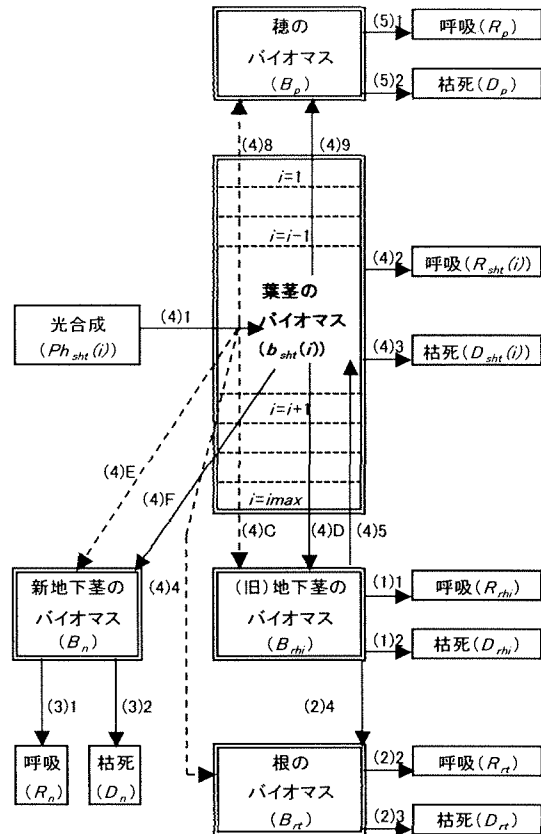 穂の
バイオマス
(B_p)
(5)1
呼吸(R_p)
(5)2
枯死(D_p)
(4)8
(4)9
i=1
i=i-1
(4)2
呼吸(R_sht(i))
葉茎の
バイオマス
(b_sht(i))
光合成
(Ph_sht(i))
(4)1
(4)3
枯死(D_sht(i))
i=i+1
(4)E
(4)F
i=imax
(4)C
(4)D
(4)5
新地下茎の
バイオマス
(B_n)
(4)4
(旧)地下茎の
バイオマス
(B_rhi)
(1)1
呼吸(R_rhi)
(1)2
枯死(D_rhi)
(3)1
(3)2
(2)4
呼吸
(R_n)
枯死
(D_n)
根の
バイオマス
(B_rt)
(2)2
呼吸(R_rt)
(2)3
枯死(D_rt)